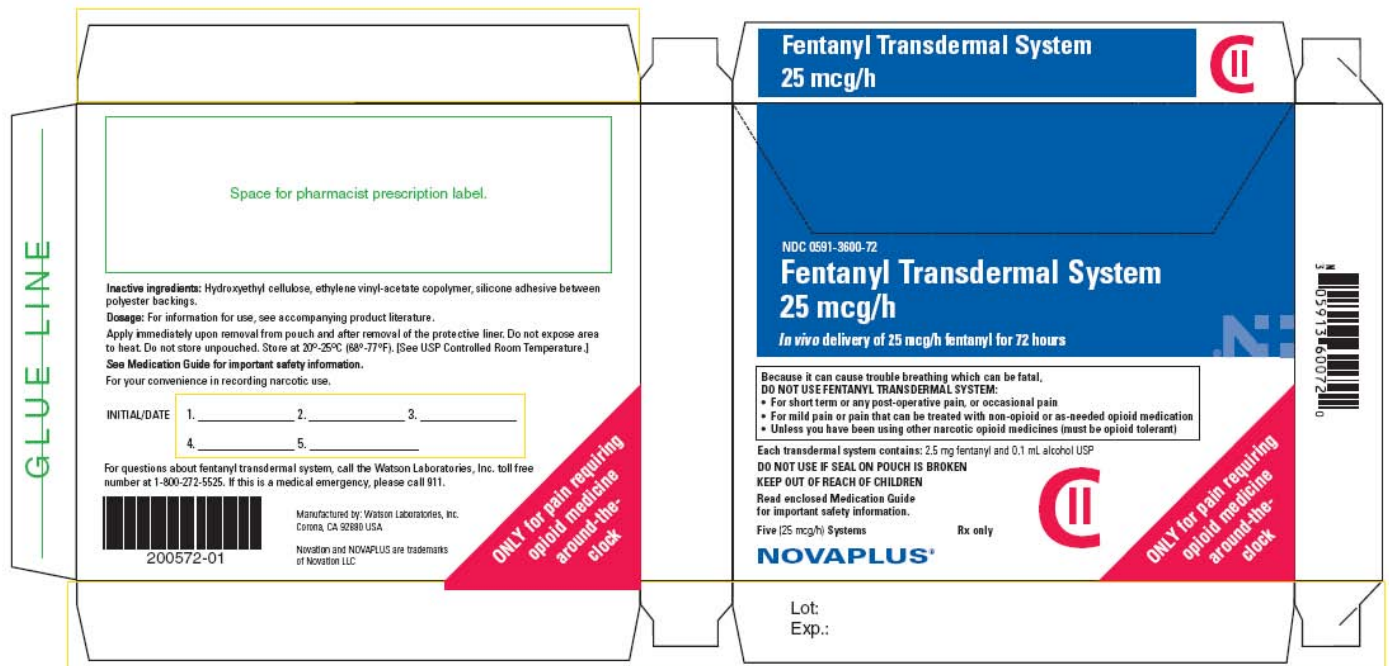 Fentanyl Transdermal System
25 mcg/h
CII
GLUE LINE
Space for pharmacist prescription label.
Inactive ingredients: Hydroxyethyl cellulose, ethylene vinyl-acetate copolymer, silicone adhesive between
polyester backings.
Dosage: For information for use, see accompanying product literature.
Apply immediately upon removal from pouch and after removal of the protective liner. Do not expose area
to heat. Do not store unpouched. Store at 20º-25ºC (68º-77ºF). [See USP Controlled Room Temperature.]
See Medication Guide for important safety information.
For your convenience in recording narcotic use.
INITIAL/DATE 1. ____________ 2. ____________ 3. ____________
4. ____________ 5. ____________
For questions about fentanyl transdermal system, call the Watson Laboratories, Inc. toll free
number at 1-800-272-5525. If this is a medical emergency, please call 911.
200572-01
Manufactured by: Watson Laboratories, Inc.
Corona, CA 92880 USA
Novation and NOVAPLUS are trademarks
of Novation LLC
ONLY for pain requiring
opioid medicine
around-the-
clock
NDC 0591-3600-72
Fentanyl Transdermal System
25 mcg/h
In vivo delivery of 25 mcg/h fentanyl for 72 hours
.N
Because it can cause trouble breathing which can be fatal,
DO NOT USE FENTANYL TRANSDERMAL SYSTEM:
• For short term or any post-operative pain, or occasional pain
• For mild pain or pain that can be treated with non-opioid or as-needed opioid medication
• Unless you have been using other narcotic opioid medicines (must be opioid tolerant)
Each transdermal system contains: 2.5 mg fentanyl and 0.1 mL alcohol USP
DO NOT USE IF SEAL ON POUCH IS BROKEN
KEEP OUT OF REACH OF CHILDREN
Read enclosed Medication Guide
for important safety information.
Five (25 mcg/h) Systems Rx only
NOVAPLUS®
CII
ONLY for pain requiring
opioid medicine
around-the-
clock
N
3 05913 60072 0
Lot:
Exp.: